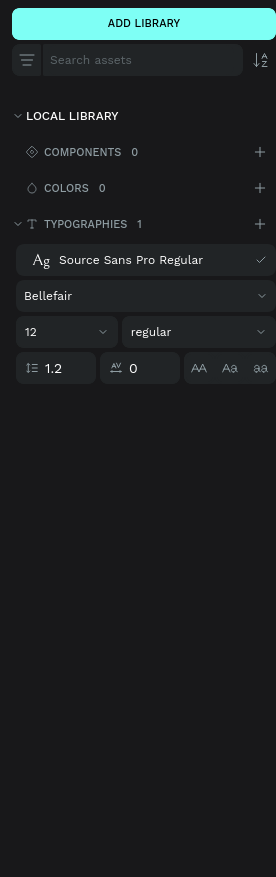 ADD LIBRARY
Search assets
LOCAL LIBRARY
COMPONENTS 0
COLORS 0
TYPOGRAPHIES 1
Ag Source Sans Pro Regular
Bellefair
12 regular
AV
1.2 0 AA Aa aa